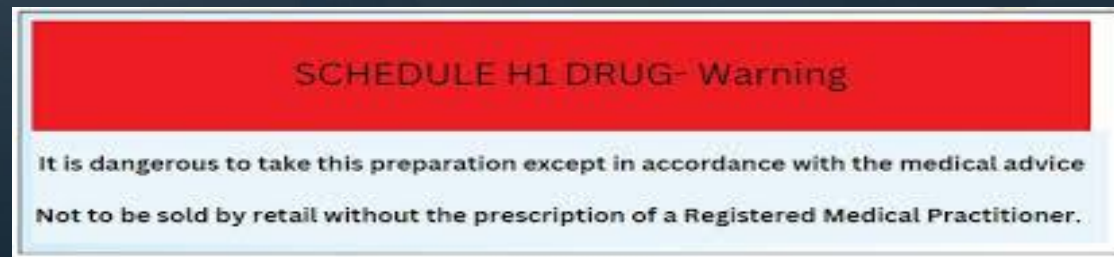 SCHEDULE H1 DRUG- Warning
It is dangerous to take this preparation except in accordance with the medical advice
Not to be sold by retail without the prescription of a Registered Medical Practitioner.